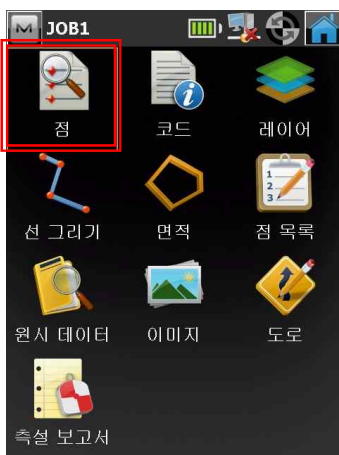 JOB1
점
코드
레이어
선 그리기
면적
점 목록
원시 데이터
이미지
도로
측설 보고서